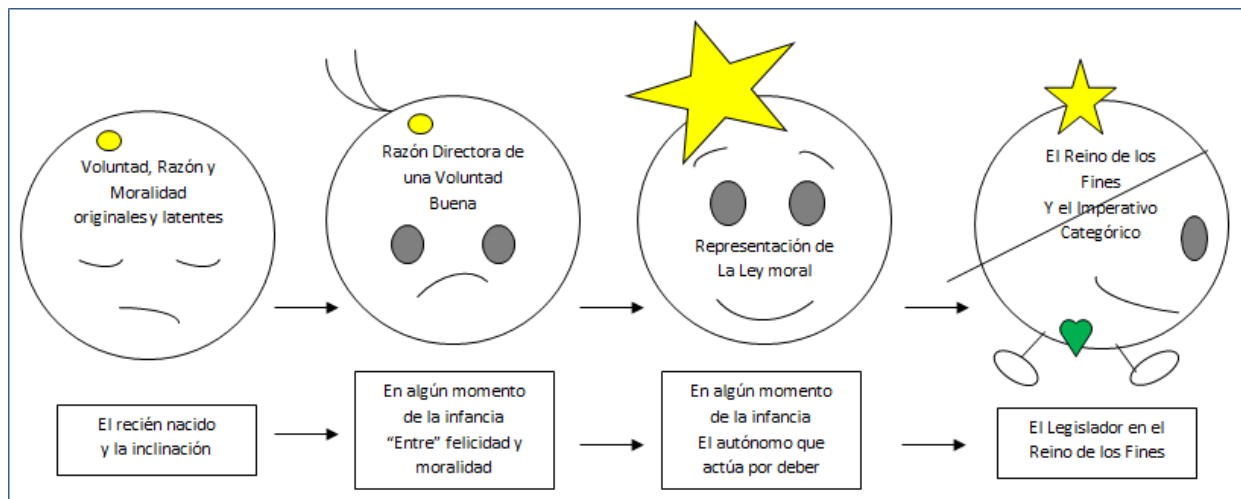 Voluntad, Razón y
Moralidad
originales y latentes
Razón Directora de
una Voluntad
Buena
Representación de
La Ley moral
El Reino de los
Fines
Y el Imperativo
Categórico
El recién nacido
y la inclinación
En algún momento
de la infancia
"Entre" felicidad y
moralidad
En algún momento
de la infancia
El autónomo que
actúa por deber
El Legislador en el
Reino de los Fines